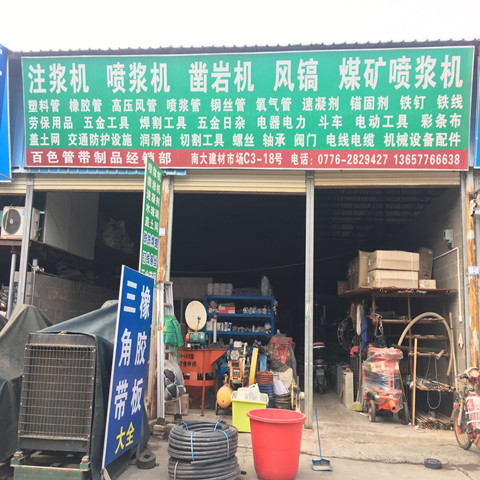 注浆机 喷浆机 凿岩机 风镐 煤矿喷浆机
塑料管 橡胶管 高压风管 喷浆管 钢丝管 氧气管 速凝剂 锚固剂 铁钉 铁线
劳保用品 五金工具 焊割工具 五金日杂 电器电力 斗车 电动工具 彩条布
盖土网 交通防护设施 润滑油 切割工具 螺丝 轴承 阀门 电线电缆 机械设备配件
百色管带制品经销部 南大建材市场C3-18号 电话：0776-2829427 13657766638
三角带
橡胶板
大全